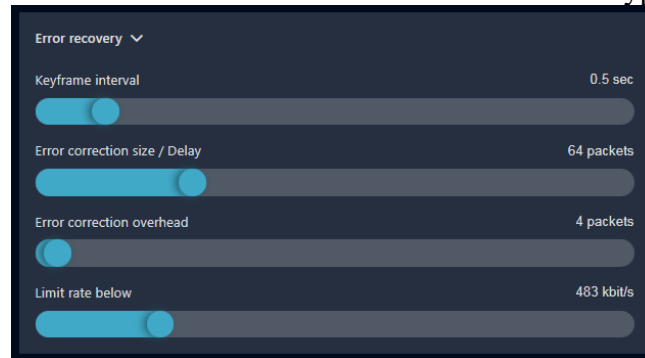 Error recovery
Keyframe interval 0.5 sec
Error correction size / Delay 64 packets
Error correction overhead 4 packets
Limit rate below 483 kbit/s